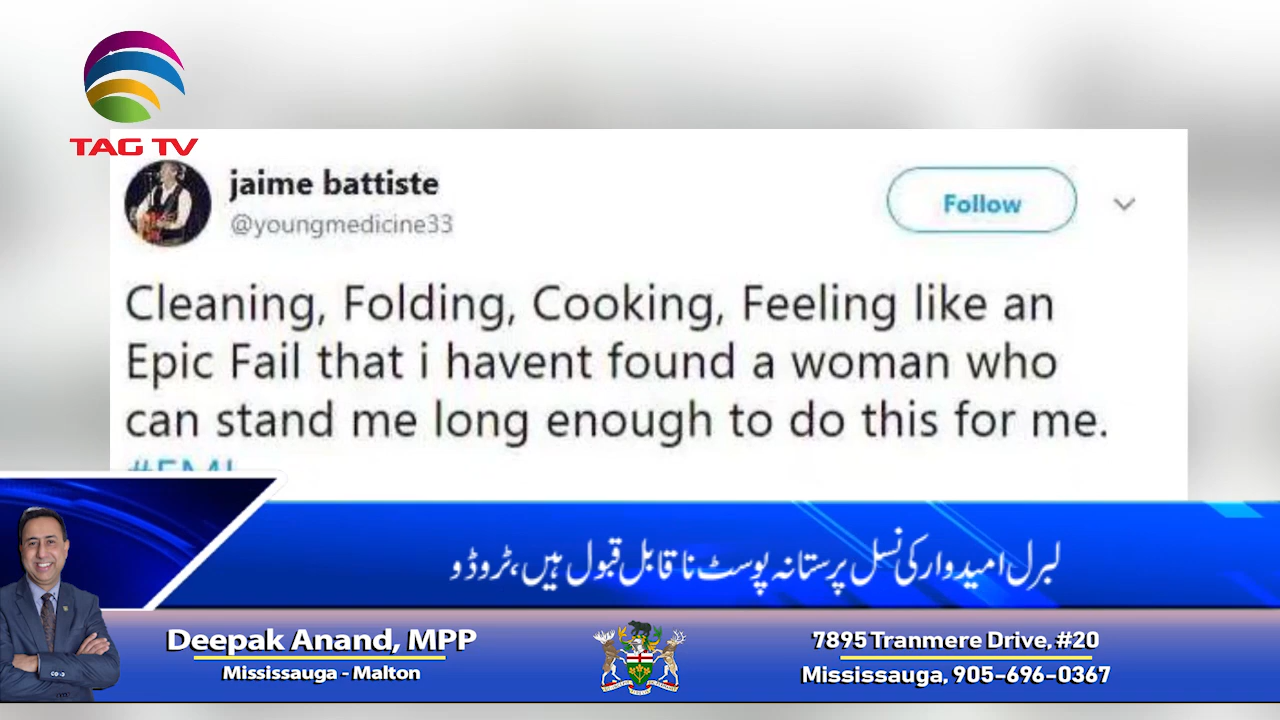 TAG TV
jaime battiste
@youngmedicine33
Follow
Cleaning, Folding, Cooking, Feeling like an
Epic Fail that i havent found a woman who
can stand me long enough to do this for me.
لبرل امیدوار کی نسل پرستانہ پوسٹ ناقابل قبول ہیں، ٹروڈو
Deepak Anand, MPP
Mississauga - Malton
7895 Tranmere Drive, #20
Mississauga, 905-696-0367